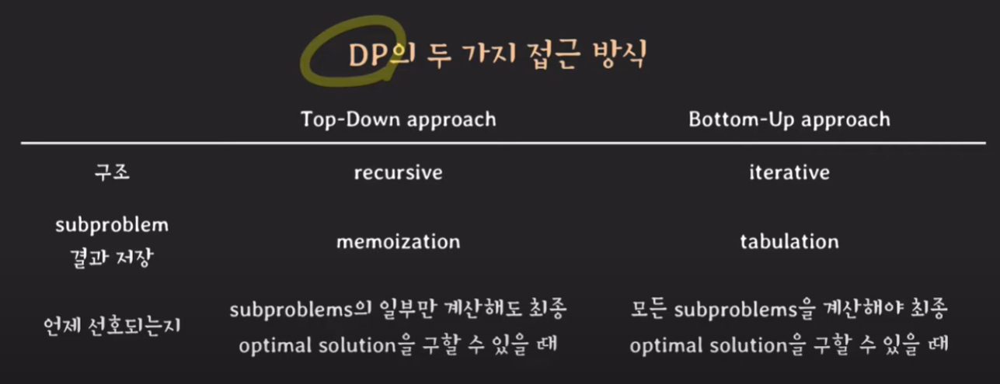 DP의 두 가지 접근 방식
Top-Down approach Bottom-Up approach
구조 recursive iterative
subproblem
결과 저장 memoization tabulation
언제 선호되는지
subproblems의 일부만 계산해도 최종
optimal solution을 구할 수 있을 때
모든 subproblems을 계산해야 최종
optimal solution을 구할 수 있을 때